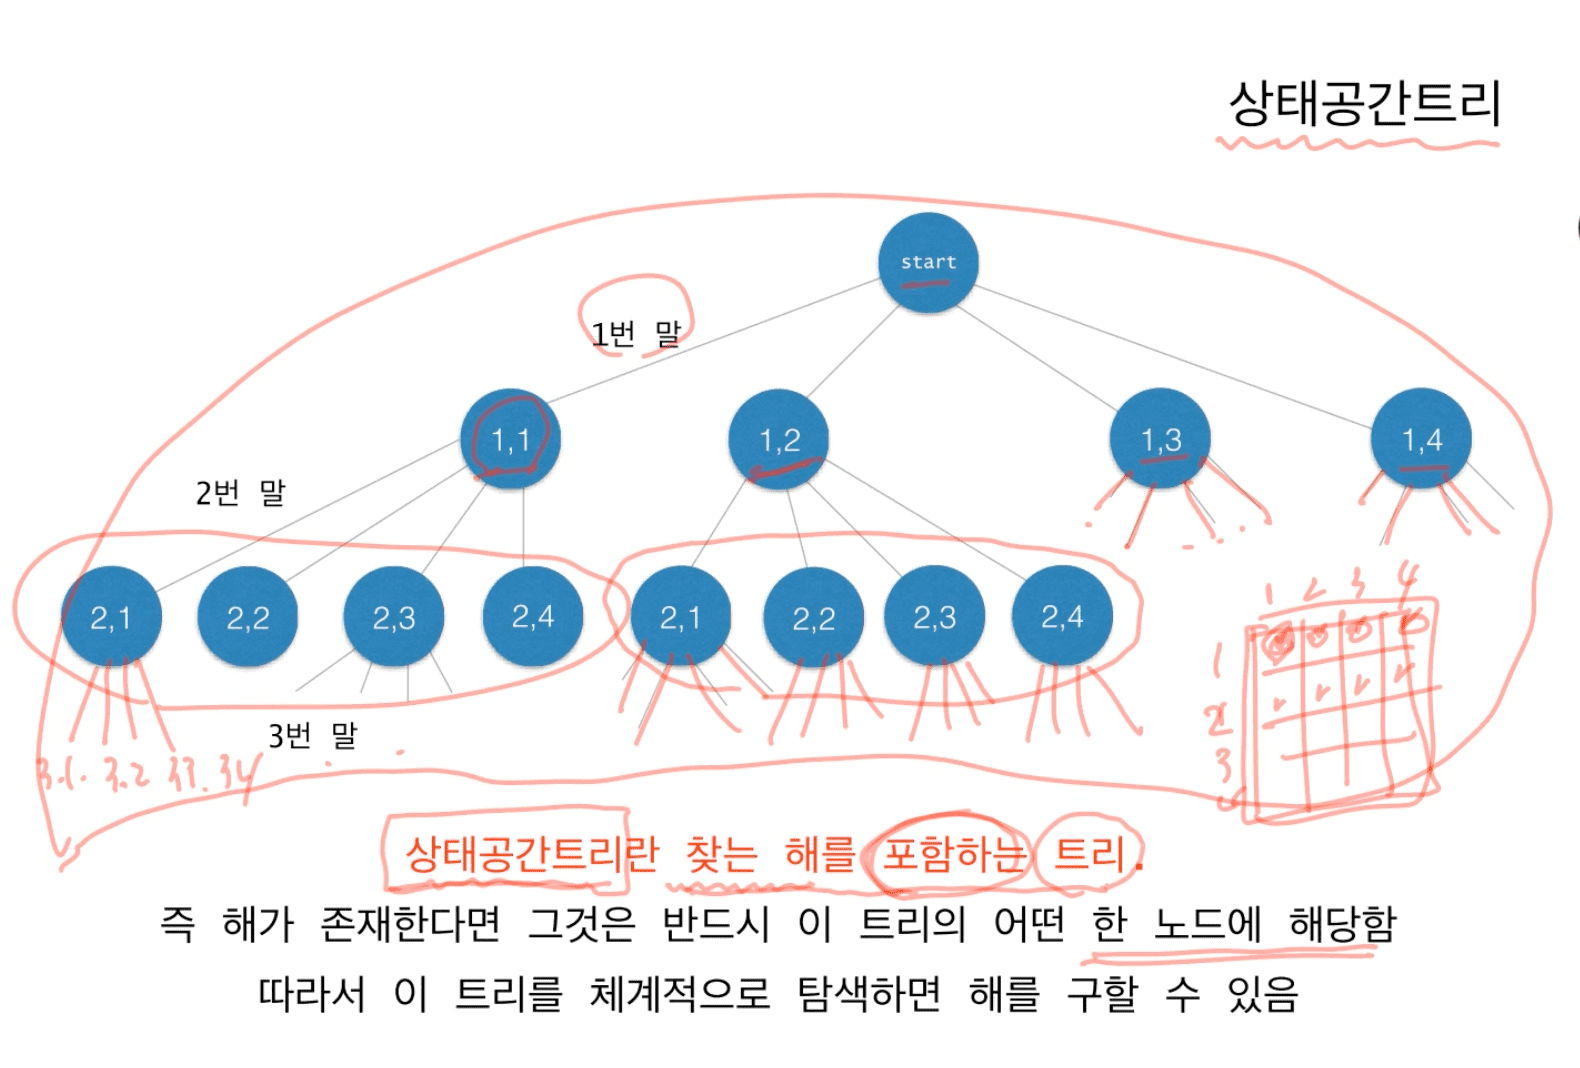 상태공간트리
start
1번 말
1,1 1,2 1,3 1,4
2번 말
2,1 2,2 2,3 2,4 2,1 2,2 2,3 2,4
1 2 3 4
1
2
3
3번 말
3.1. 3.2 3.3. 3.4
상태공간트리란 찾는 해를 포함하는 트리.
즉 해가 존재한다면 그것은 반드시 이 트리의 어떤 한 노드에 해당함
따라서 이 트리를 체계적으로 탐색하면 해를 구할 수 있음